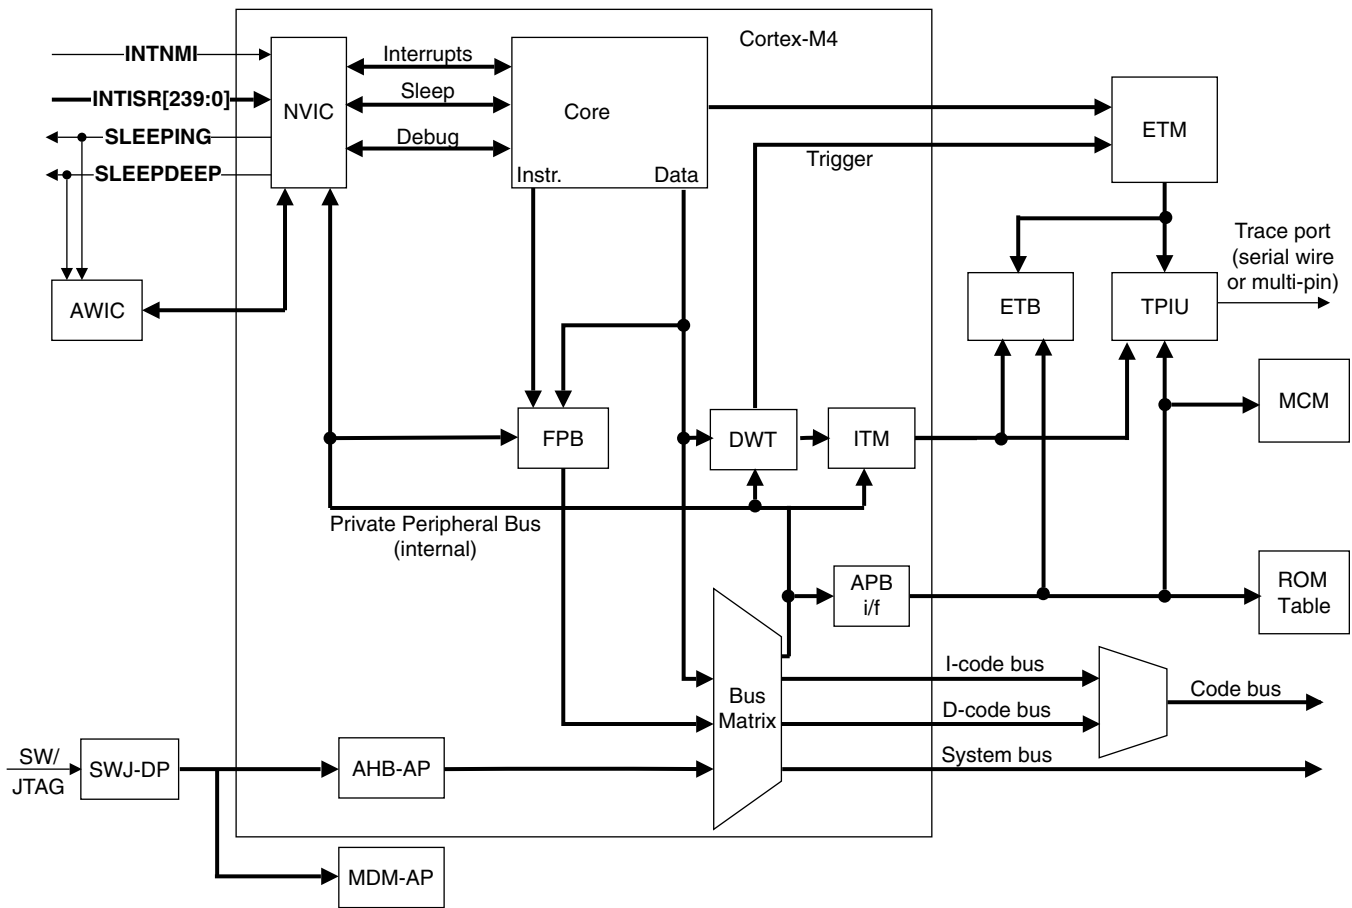 Cortex-M4
INTNMI
INTISR[239:0]
SLEEPING
SLEEPDEEP
NVIC
Interrupts
Sleep
Debug
Core
Instr.
Data
ETM
Trigger
Trace port
(serial wire
or multi-pin)
AWIC
ETB
TPIU
MCM
FPB
DWT
ITM
Private Peripheral Bus
(internal)
APB
i/f
ROM
Table
Bus
Matrix
I-code bus
D-code bus
System bus
Code bus
SW/
JTAG
SWJ-DP
AHB-AP
MDM-AP